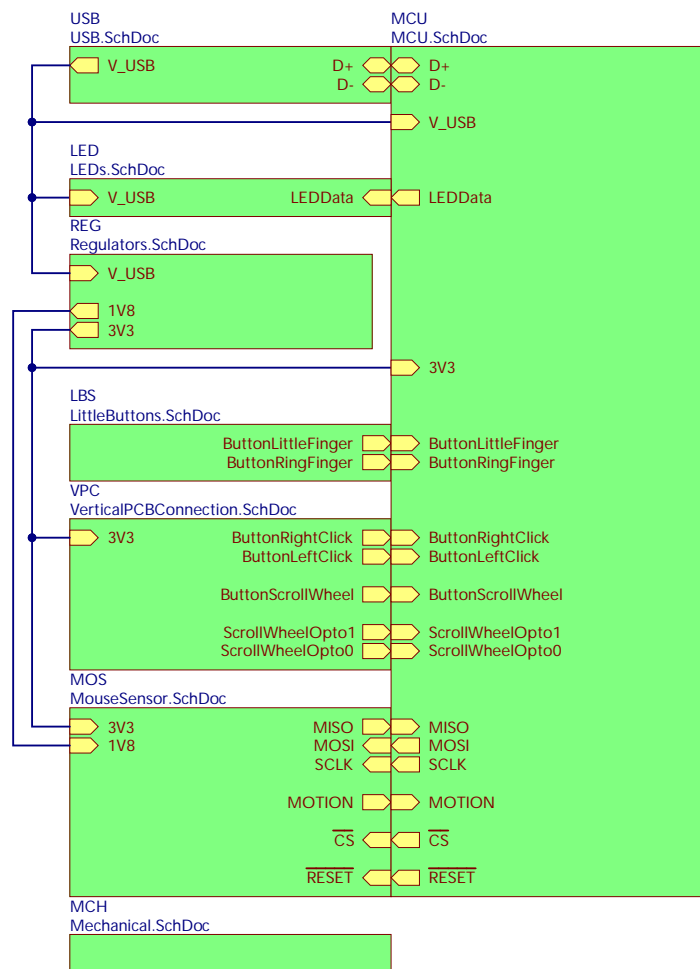 USB
USB.SchDoc
MCU
MCU.SchDoc
V_USB
D+
D+
D-
D-
V_USB
LED
LEDs.SchDoc
V_USB
LEDData
LEDData
REG
Regulators.SchDoc
V_USB
1V8
3V3
3V3
LBS
LittleButtons.SchDoc
ButtonLittleFinger
ButtonLittleFinger
ButtonRingFinger
ButtonRingFinger
VPC
VerticalPCBConnection.SchDoc
3V3
ButtonRightClick
ButtonRightClick
ButtonLeftClick
ButtonLeftClick
ButtonScrollWheel
ButtonScrollWheel
ScrollWheelOpto1
ScrollWheelOpto1
ScrollWheelOpto0
ScrollWheelOpto0
MOS
MouseSensor.SchDoc
3V3
MISO
MISO
1V8
MOSI
MOSI
SCLK
SCLK
MOTION
MOTION
CS
CS
RESET
RESET
MCH
Mechanical.SchDoc